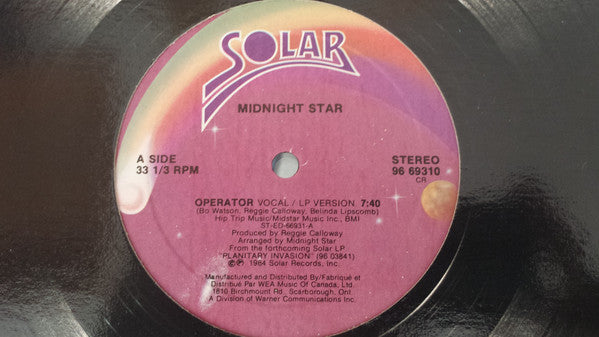 SOLAR
MIDNIGHT STAR
A SIDE
33 1/3 RPM
STEREO
96 69310
CR
OPERATOR VOCAL / LP VERSION 7:40
(Bo Watson, Reggie Calloway, Belinda Lipscomb)
Hip Trip Music/Midstar Music Inc., BMI
ST-ED-66931-A
Produced by Reggie Calloway
Arranged by Midnight Star
From the forthcoming Solar LP
"PLANITARY INVASION" (96 03841)
©℗ 1984 Solar Records, Inc.
Manufactured and Distributed By/Fabriqué et
Distribué Par WEA Music Of Canada, Ltd.
1810 Birchmount Rd., Scarborough, Ont.
A Division of Warner Communications Inc.